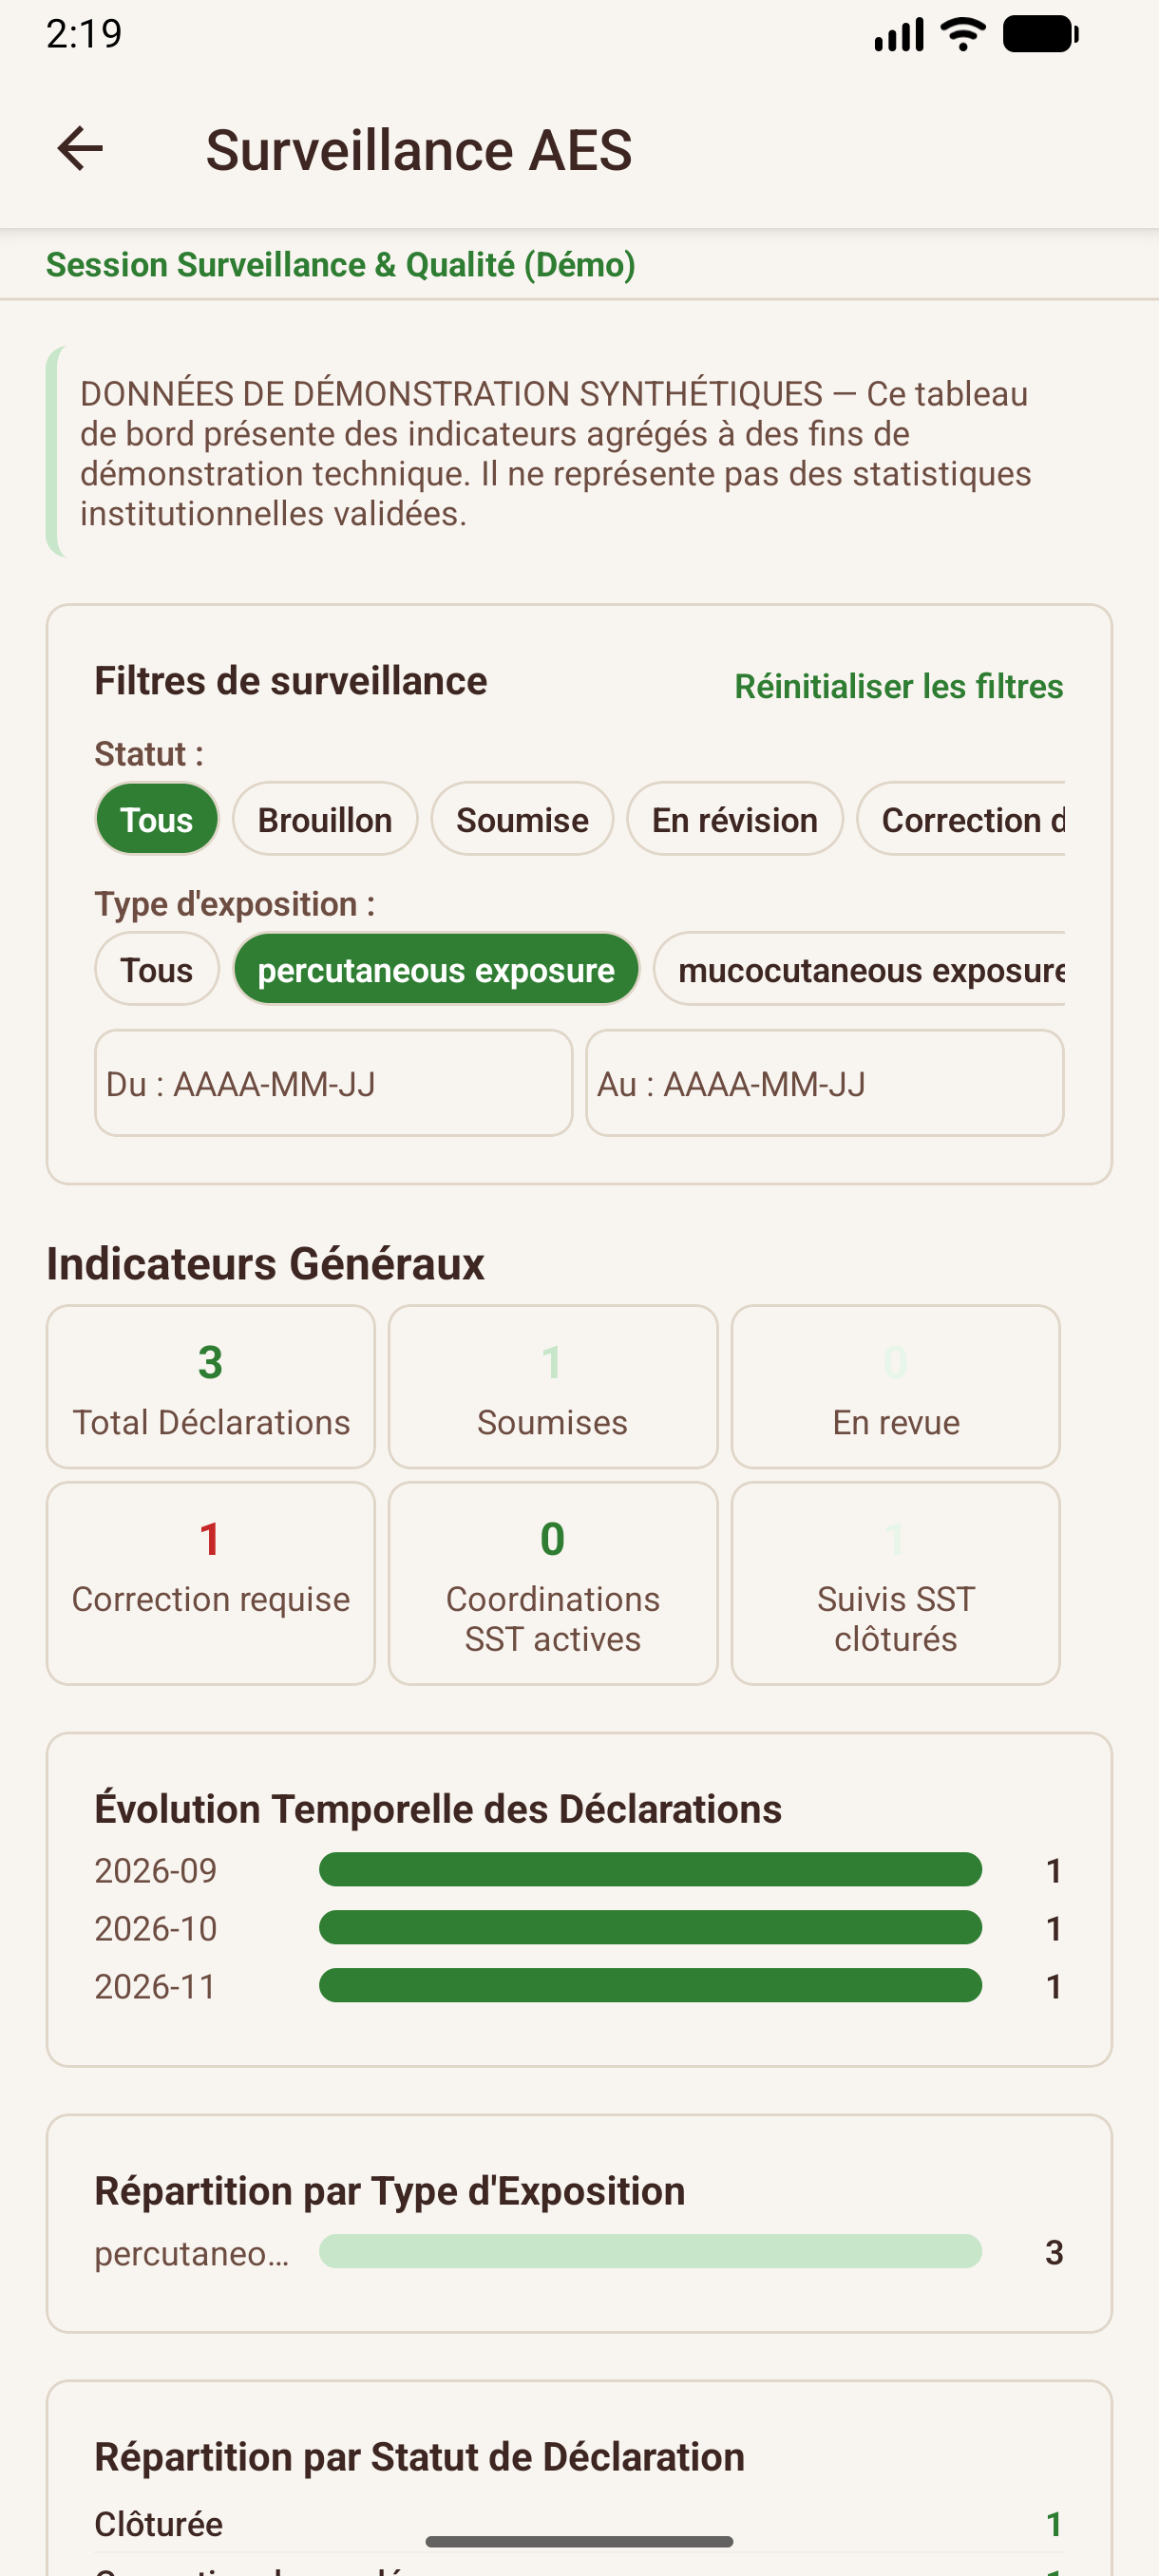 2:19
Surveillance AES
Session Surveillance & Qualité (Démo)
DONNÉES DE DÉMONSTRATION SYNTHÉTIQUES — Ce tableau
de bord présente des indicateurs agrégés à des fins de
démonstration technique. Il ne représente pas des statistiques
institutionnelles validées.
Filtres de surveillance
Réinitialiser les filtres
Statut :
Tous Brouillon Soumise En révision Correction d
Type d'exposition :
Tous percutaneous exposure mucocutaneous exposure
Du : AAAA-MM-JJ Au : AAAA-MM-JJ
Indicateurs Généraux
3 1 0
Total Déclarations Soumises En revue
1 0 1
Correction requise Coordinations Suivis SST
SST actives clôturés
Évolution Temporelle des Déclarations
2026-09 1
2026-10 1
2026-11 1
Répartition par Type d'Exposition
percutaneo... 3
Répartition par Statut de Déclaration
Clôturée 1